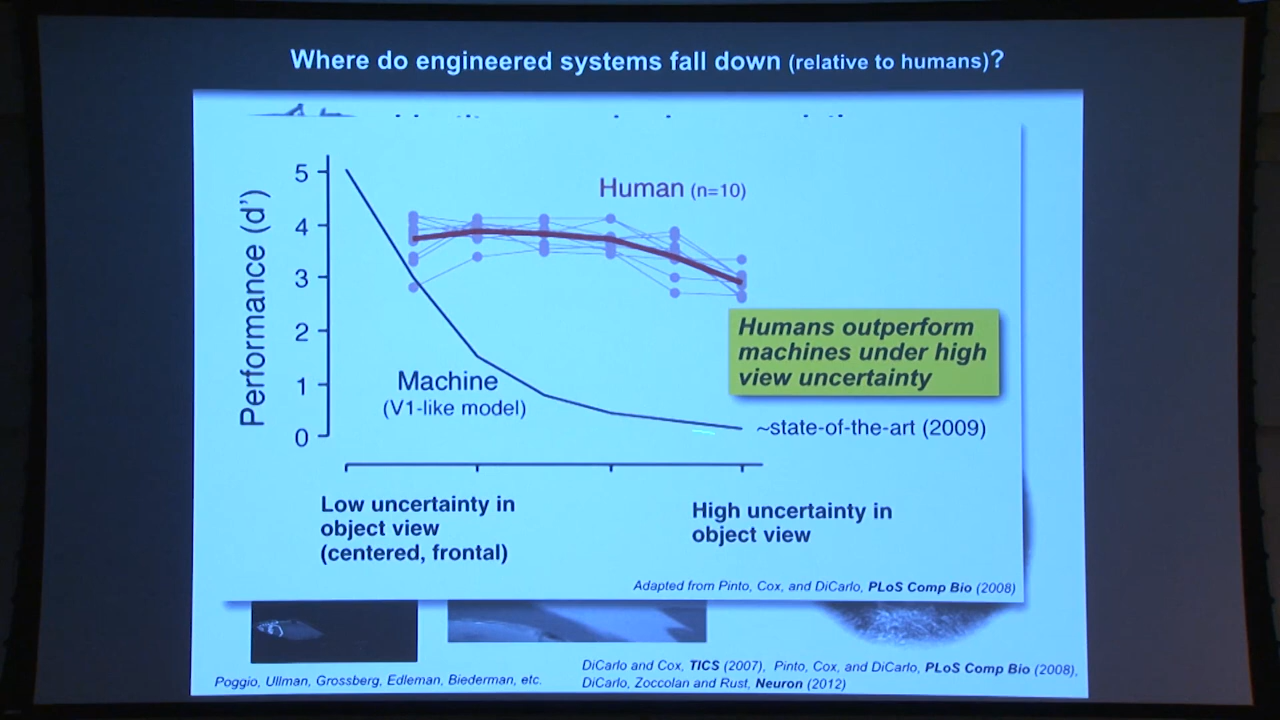 Where do engineered systems fall down (relative to humans)?
5
4
3
2
1
0
Performance (d')
Human (n=10)
Humans outperform
machines under high
view uncertainty
Machine
(V1-like model)
~state-of-the-art (2009)
Low uncertainty in
object view
(centered, frontal)
High uncertainty in
object view
Adapted from Pinto, Cox, and DiCarlo, PLoS Comp Bio (2008)
Poggio, Ullman, Grossberg, Edleman, Biederman, etc.
DiCarlo and Cox, TICS (2007), Pinto, Cox, and DiCarlo, PLoS Comp Bio (2008),
DiCarlo, Zoccolan and Rust, Neuron (2012)